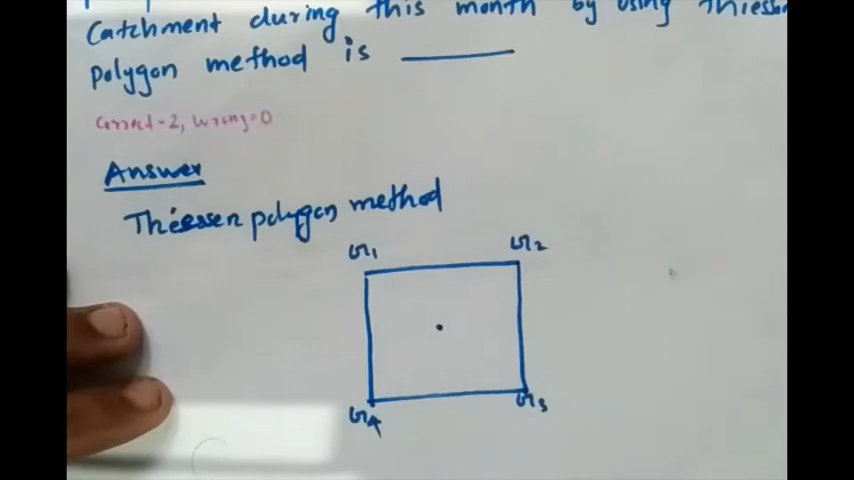 Catchment during this month by using thiessen
polygon method is
Correct-2, Wrong=0
Answer
Thiessen polygon method
G1 G2
G4 G3